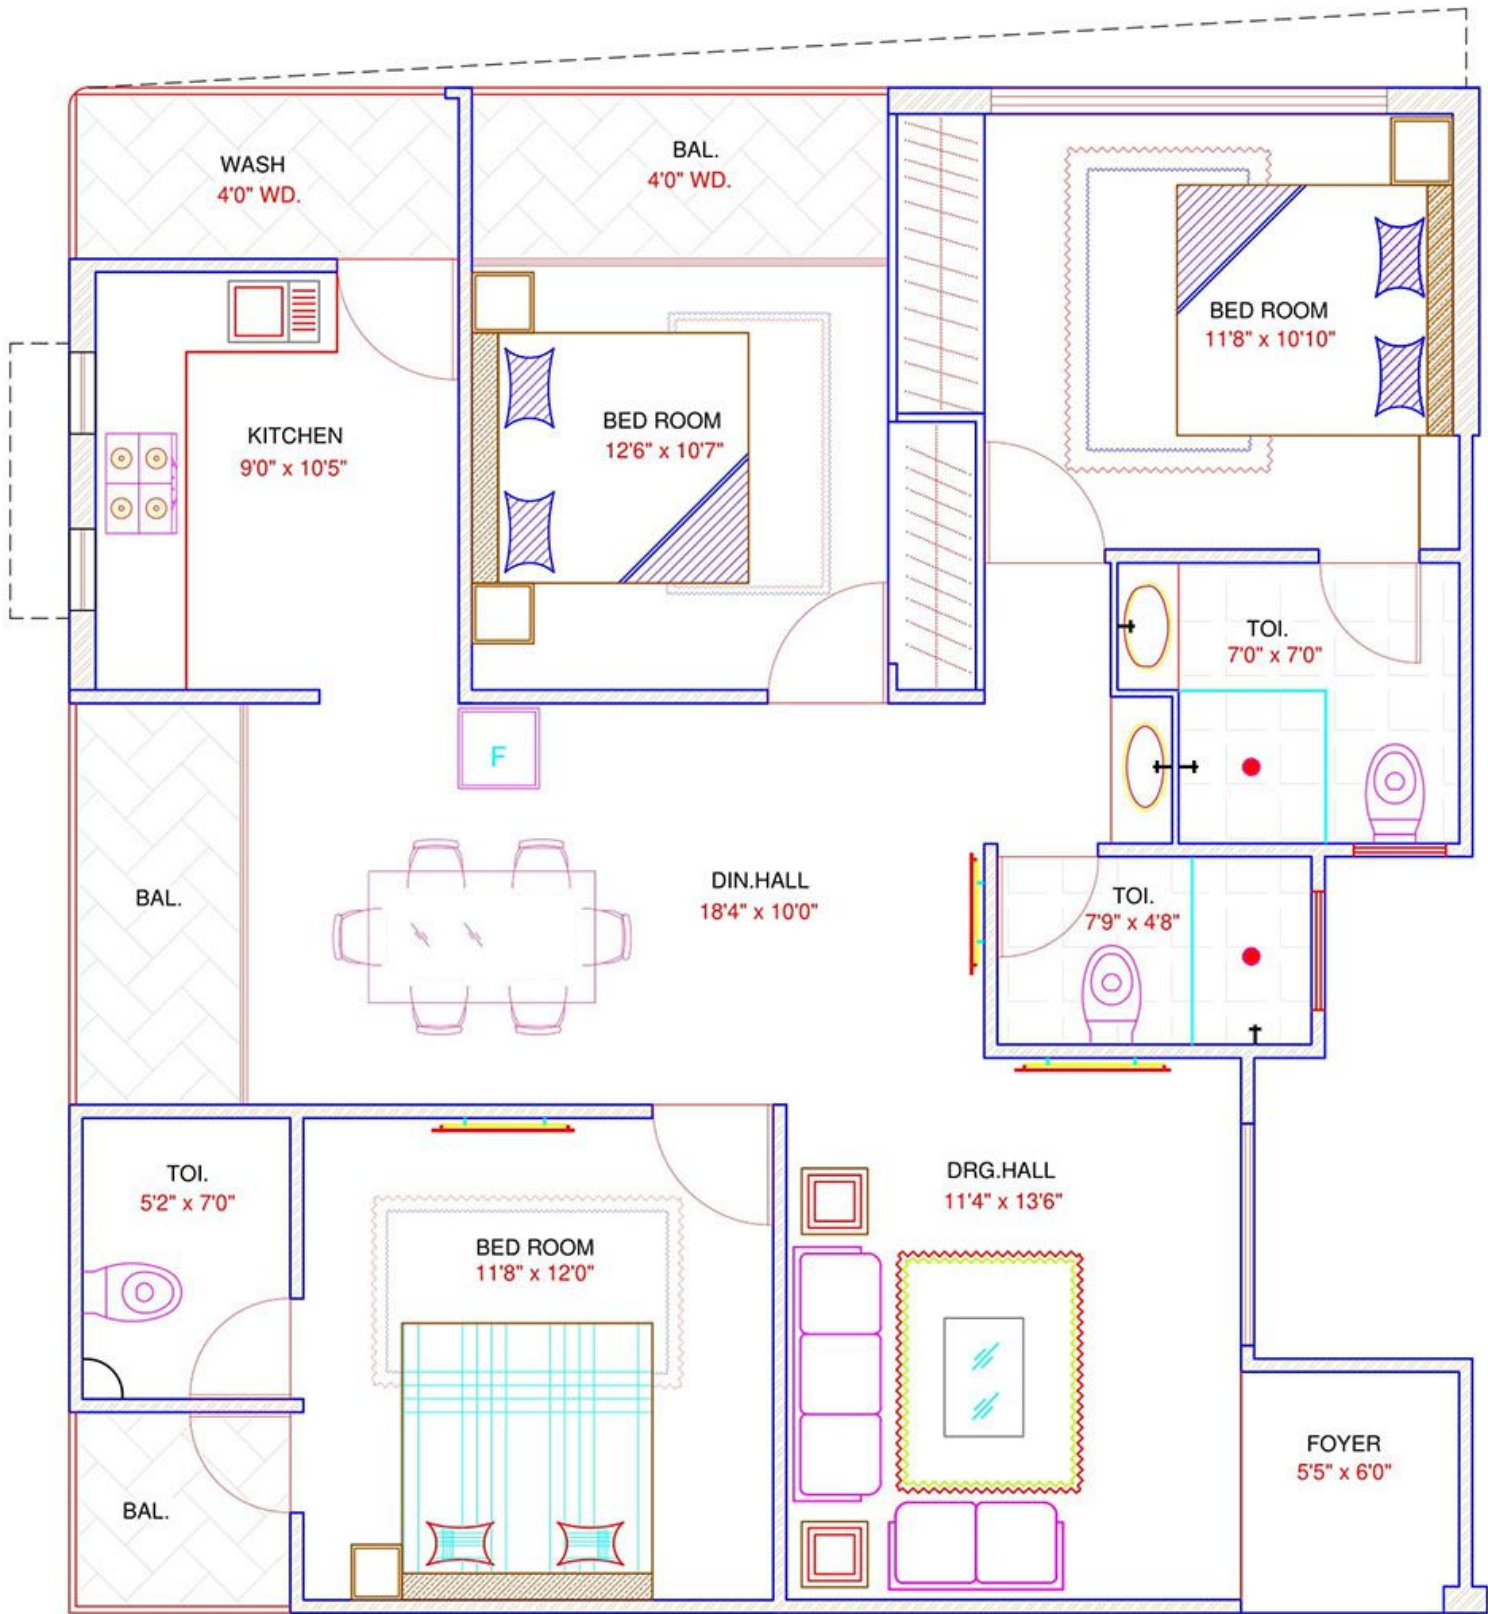 WASH
4'0" WD.
BAL.
4'0" WD.
BED ROOM
11'8" x 10'10"
BED ROOM
12'6" x 10'7"
KITCHEN
9'0" x 10'5"
TOI.
7'0" x 7'0"
F
BAL.
DIN.HALL
18'4" x 10'0"
TOI.
7'9" x 4'8"
TOI.
5'2" x 7'0"
DRG.HALL
11'4" x 13'6"
BED ROOM
11'8" x 12'0"
FOYER
5'5" x 6'0"
BAL.